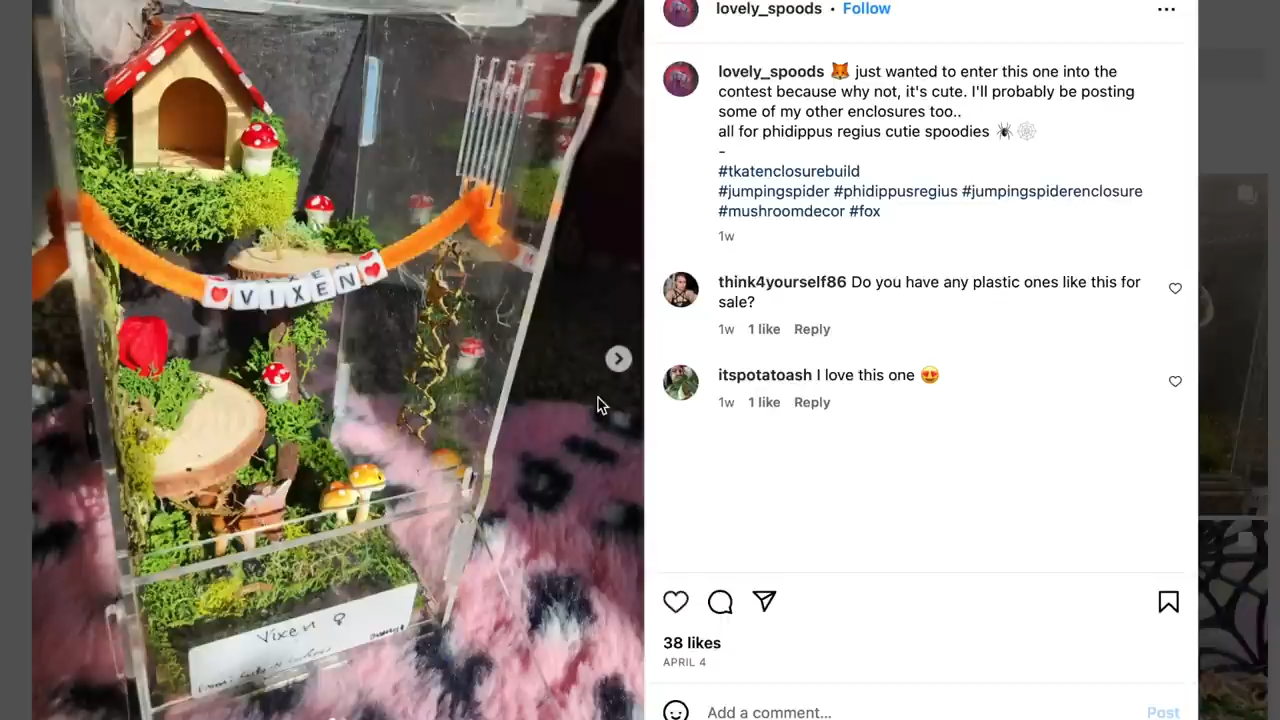 VIXEN
Vixen ♀
lovely_spoods • Follow
lovely_spoods 🦊 just wanted to enter this one into the
contest because why not, it's cute. I'll probably be posting
some of my other enclosures too..
all for phidippus regius cutie spoodies 🕷️ 🕸️
-
#tkatenclosurebuild
#jumpingspider #phidippusregius #jumpingspiderenclosure
#mushroomdecor #fox
1w
think4yourself86 Do you have any plastic ones like this for
sale?
1w 1 like Reply
itspotatoash I love this one 😍
1w 1 like Reply
38 likes
APRIL 4
Add a comment...
Post